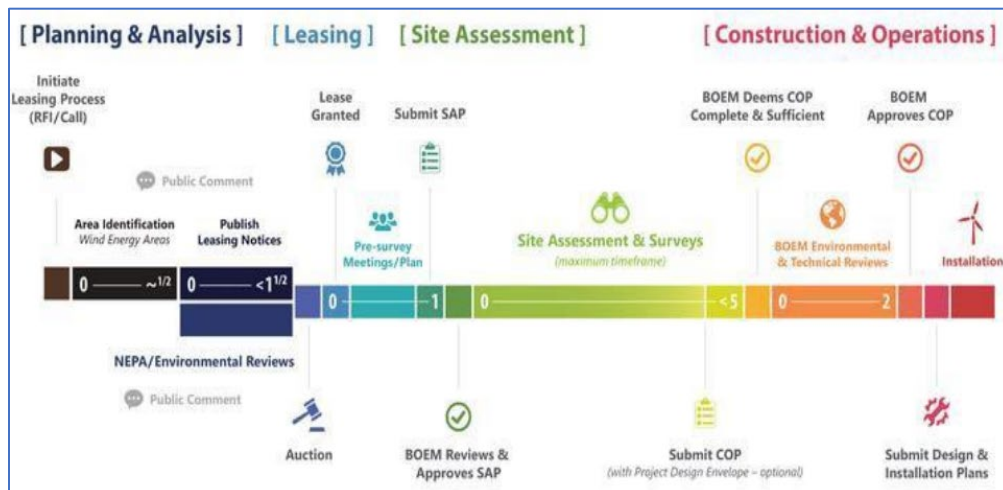 [ Planning & Analysis ] [ Leasing ] [ Site Assessment ] [ Construction & Operations ]
Initiate
Leasing Process
(RFI/Call)
Lease
Granted
Submit SAP
BOEM Deems COP
Complete & Sufficient
BOEM
Approves COP
Public Comment
Area Identification
Wind Energy Areas
Publish
Leasing Notices
Pre-survey
Meetings/Plan
Site Assessment & Surveys
(maximum timeframe)
BOEM Environmental
& Technical Reviews
Installation
0 ~1/2 0 <1 1/2 0 1 0 <5 0 2
NEPA/Environmental Reviews
Public Comment
Auction
BOEM Reviews &
Approves SAP
Submit COP
(with Project Design Envelope – optional)
Submit Design &
Installation Plans